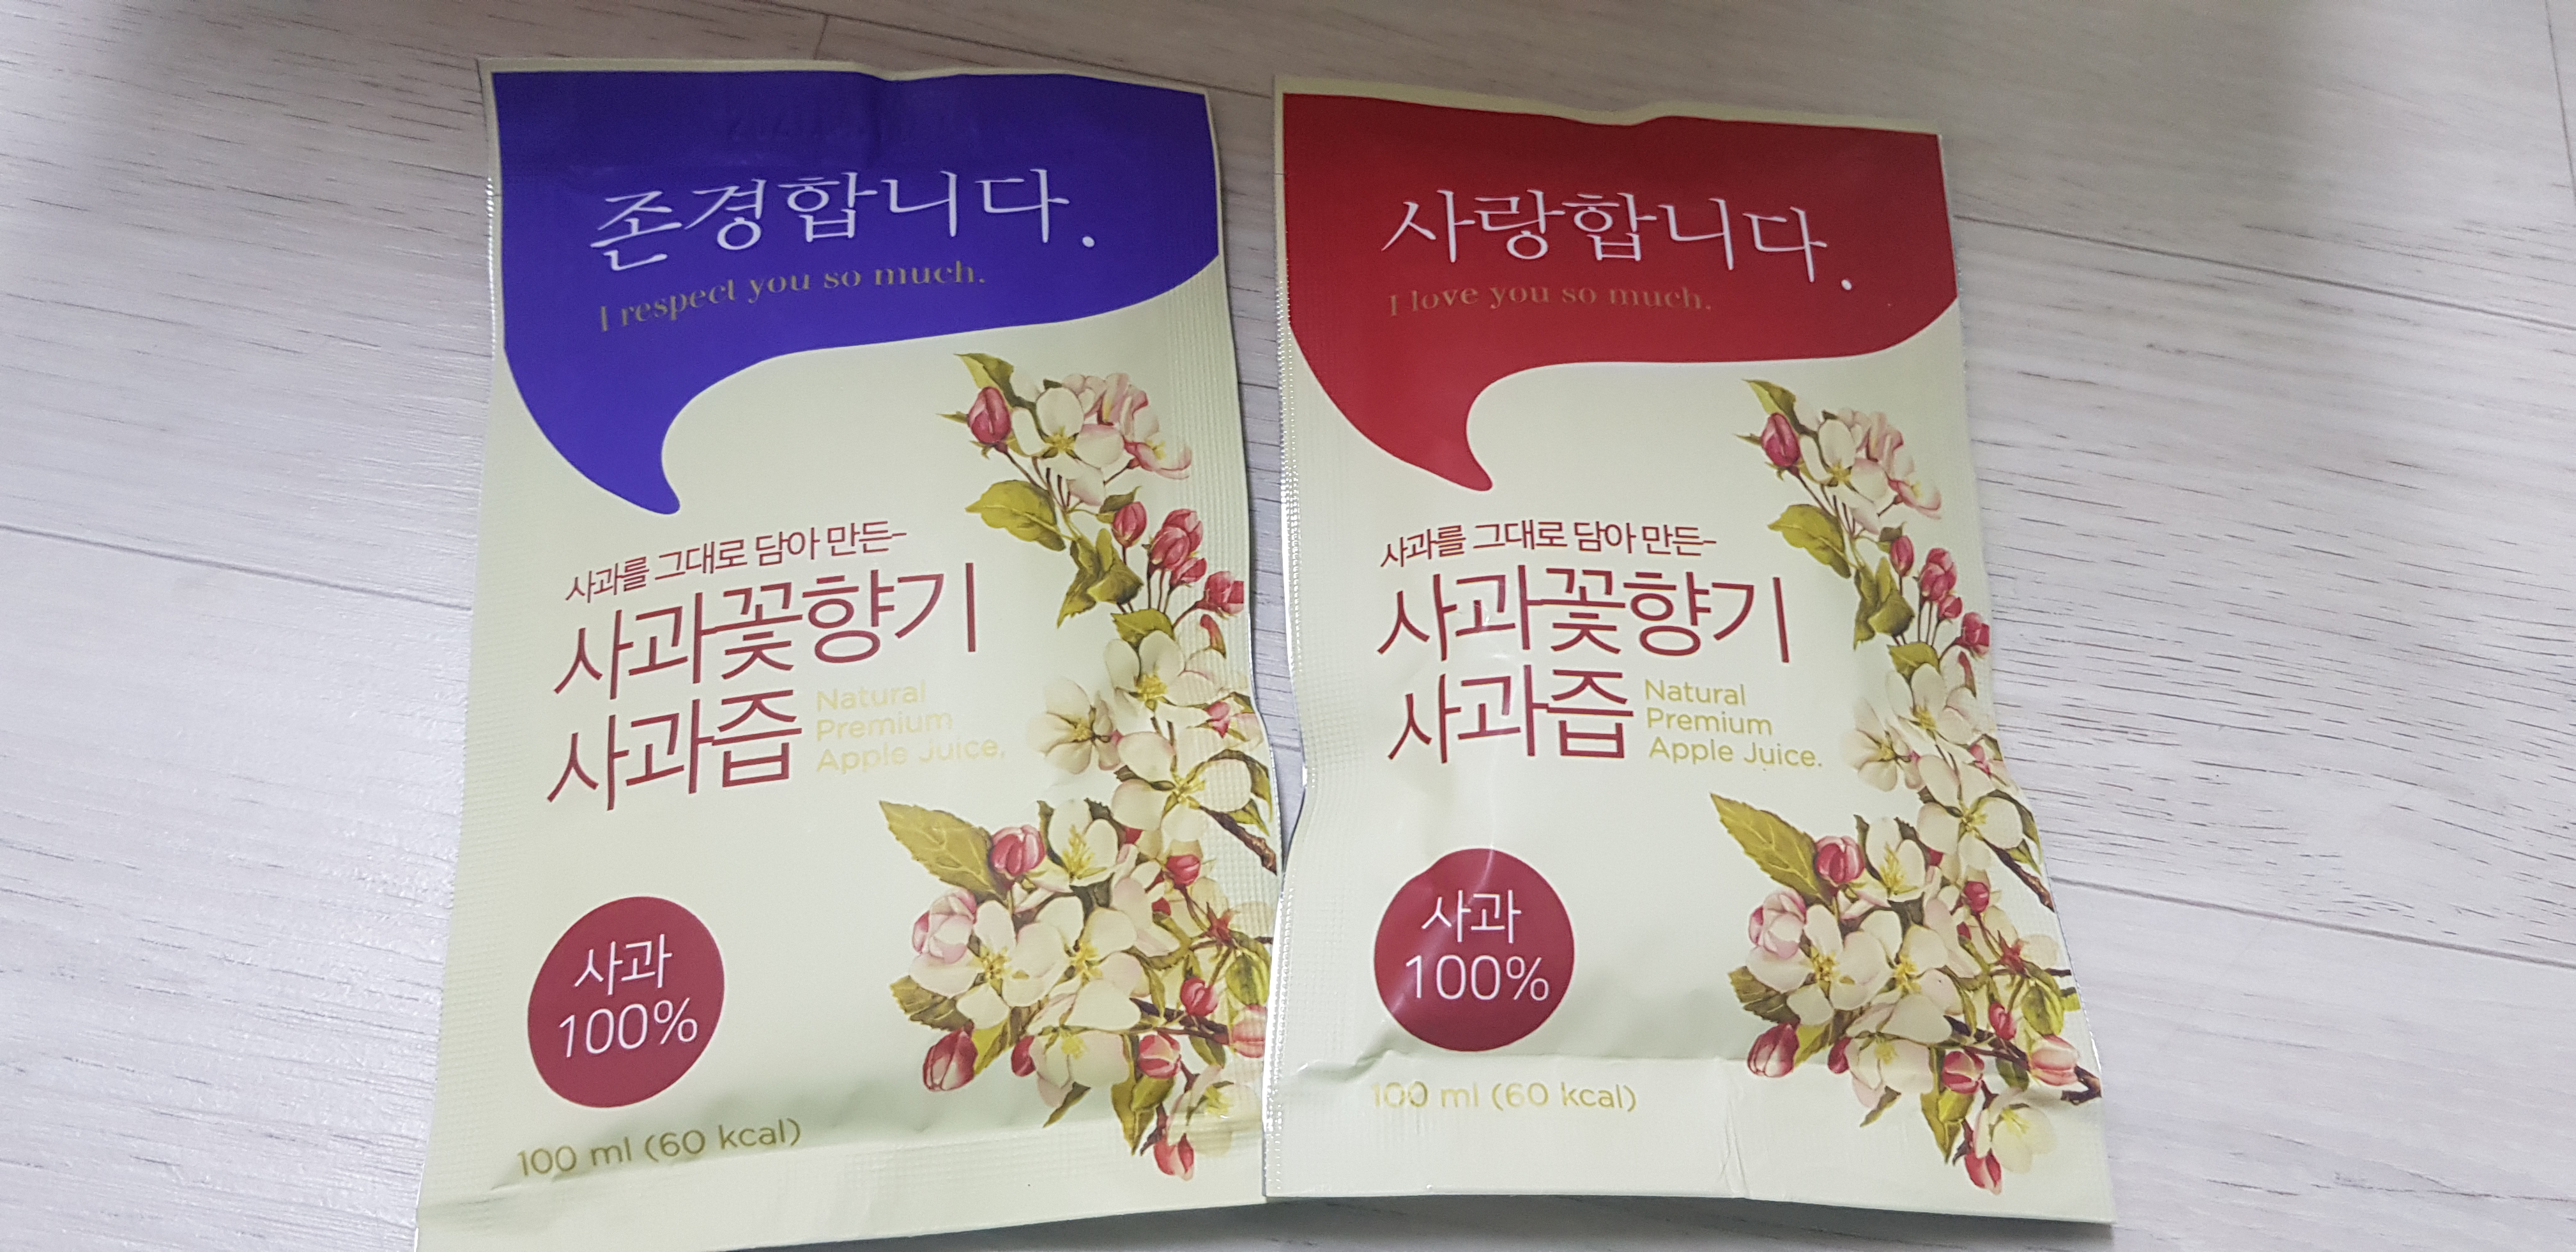 존경합니다.
I respect you so much.
사과를 그대로 담아 만든-
사과꽃향기
사과즙
Natural
Premium
Apple Juice.
사과
100%
100 ml (60 kcal)
사랑합니다.
I love you so much.
사과를 그대로 담아 만든-
사과꽃향기
사과즙
Natural
Premium
Apple Juice.
사과
100%
100 ml (60 kcal)